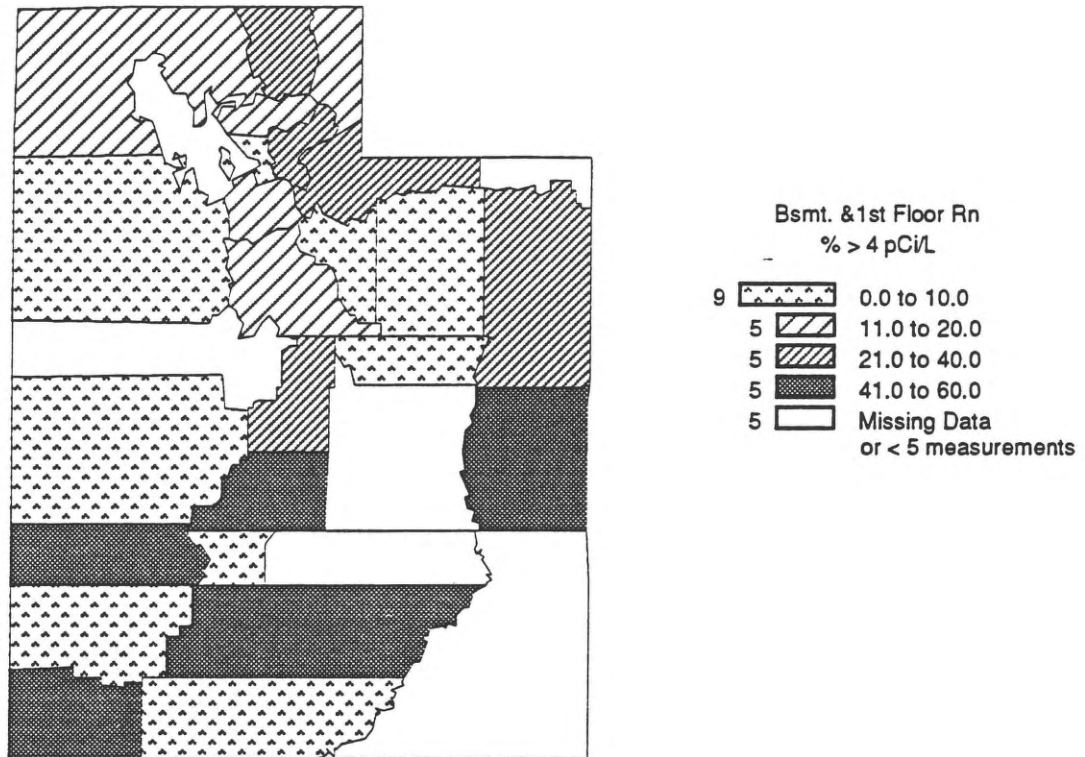 Bsmt. &1st Floor Rn
% > 4 pCi/L
9 0.0 to 10.0
5 11.0 to 20.0
5 21.0 to 40.0
5 41.0 to 60.0
5 Missing Data
or < 5 measurements